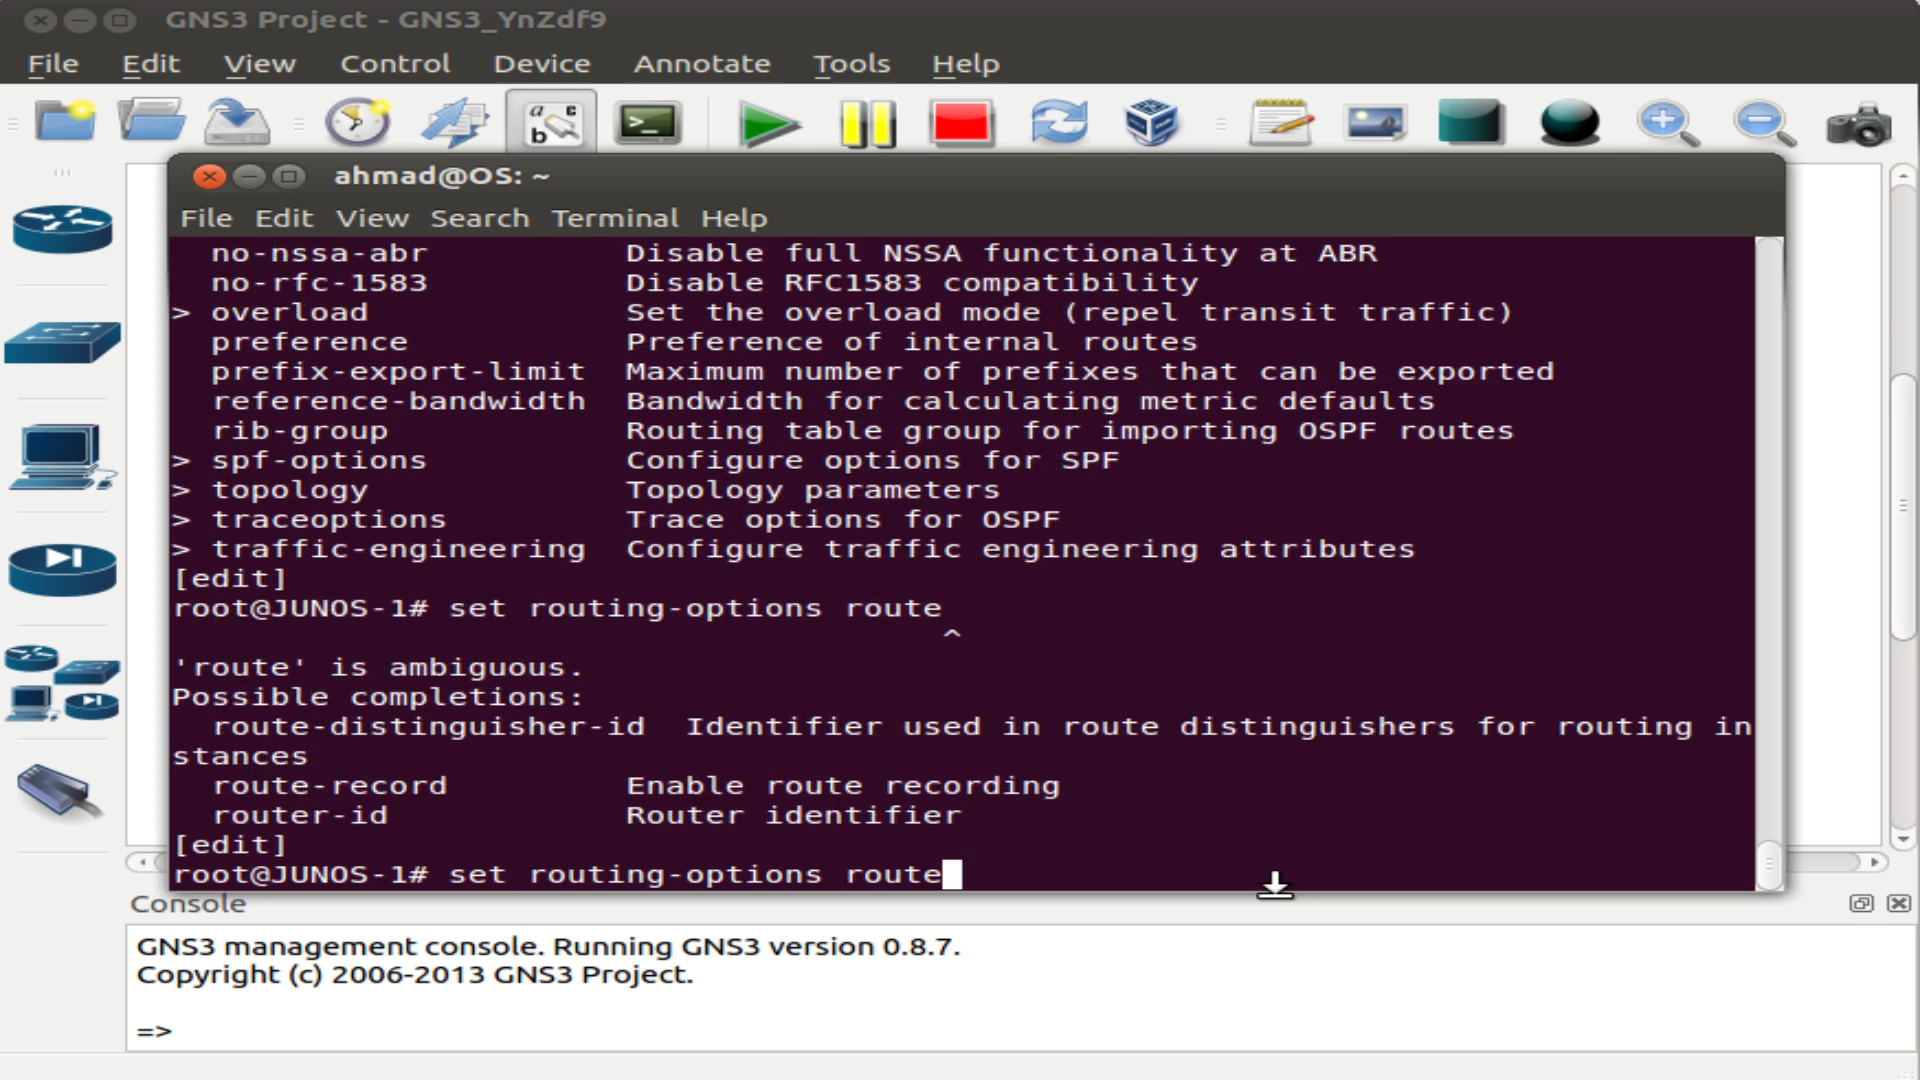 GNS3 Project - GNS3_YnZdf9
File Edit View Control Device Annotate Tools Help
a c
b
>_
ahmad@OS: ~
File Edit View Search Terminal Help
no-nssa-abr Disable full NSSA functionality at ABR
no-rfc-1583 Disable RFC1583 compatibility
> overload Set the overload mode (repel transit traffic)
preference Preference of internal routes
prefix-export-limit Maximum number of prefixes that can be exported
reference-bandwidth Bandwidth for calculating metric defaults
rib-group Routing table group for importing OSPF routes
> spf-options Configure options for SPF
> topology Topology parameters
> traceoptions Trace options for OSPF
> traffic-engineering Configure traffic engineering attributes
[edit]
root@JUNOS-1# set routing-options route
^
'route' is ambiguous.
Possible completions:
route-distinguisher-id Identifier used in route distinguishers for routing in
stances
route-record Enable route recording
router-id Router identifier
[edit]
root@JUNOS-1# set routing-options route
Console
GNS3 management console. Running GNS3 version 0.8.7.
Copyright (c) 2006-2013 GNS3 Project.
=>